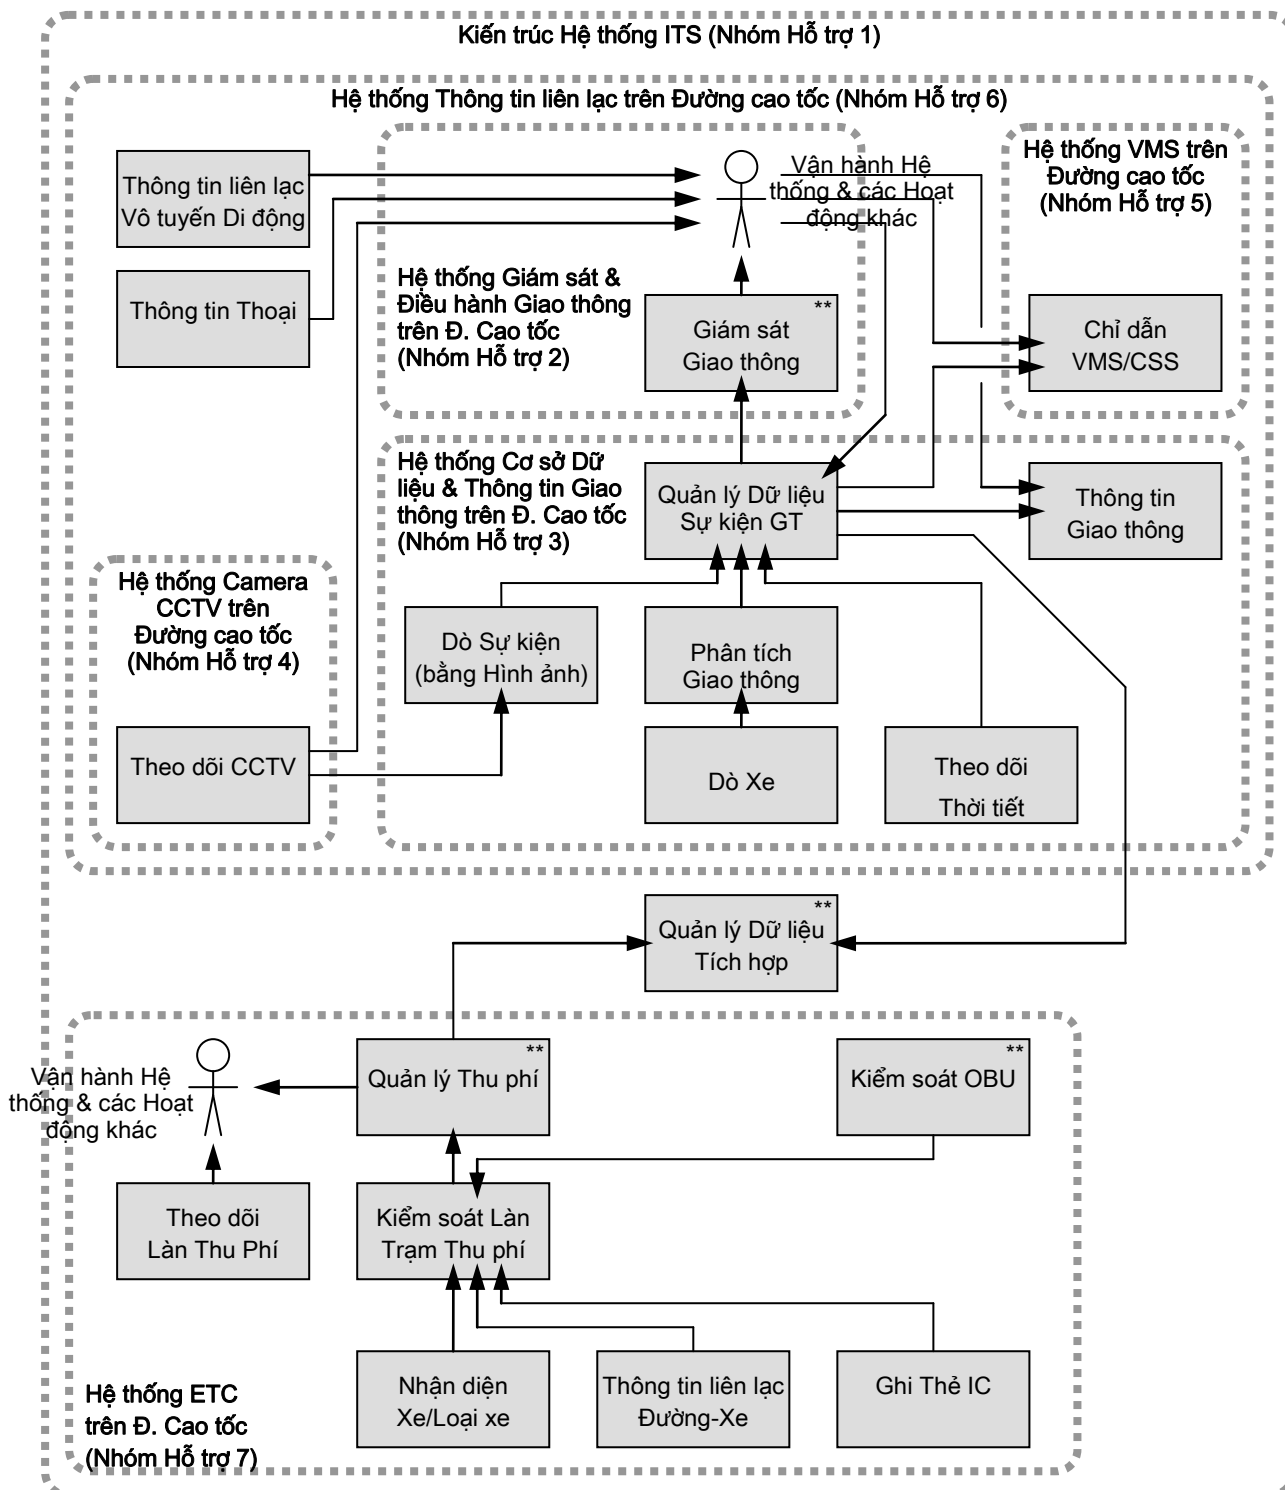 Kiến trúc Hệ thống ITS (Nhóm Hỗ trợ 1)
Hệ thống Thông tin liên lạc trên Đường cao tốc (Nhóm Hỗ trợ 6)
Thông tin liên lạc
Vô tuyến Di động
Thông tin Thoại
Vận hành Hệ
thống & các Hoạt
động khác
Hệ thống VMS trên
Đường cao tốc
(Nhóm Hỗ trợ 5)
Hệ thống Giám sát &
Điều hành Giao thông
trên Đ. Cao tốc
(Nhóm Hỗ trợ 2)
**
Giám sát
Giao thông
Chỉ dẫn
VMS/CSS
Hệ thống Cơ sở Dữ
liệu & Thông tin Giao
thông trên Đ. Cao tốc
(Nhóm Hỗ trợ 3)
Quản lý Dữ liệu
Sự kiện GT
Thông tin
Giao thông
Hệ thống Camera
CCTV trên
Đường cao tốc
(Nhóm Hỗ trợ 4)
Dò Sự kiện
(bằng Hình ảnh)
Phân tích
Giao thông
Theo dõi CCTV
Dò Xe
Theo dõi
Thời tiết
**
Quản lý Dữ liệu
Tích hợp
Vận hành Hệ
thống & các Hoạt
động khác
**
Quản lý Thu phí
**
Kiểm soát OBU
Theo dõi
Làn Thu Phí
Kiểm soát Làn
Trạm Thu phí
Hệ thống ETC
trên Đ. Cao tốc
(Nhóm Hỗ trợ 7)
Nhận diện
Xe/Loại xe
Thông tin liên lạc
Đường-Xe
Ghi Thẻ IC